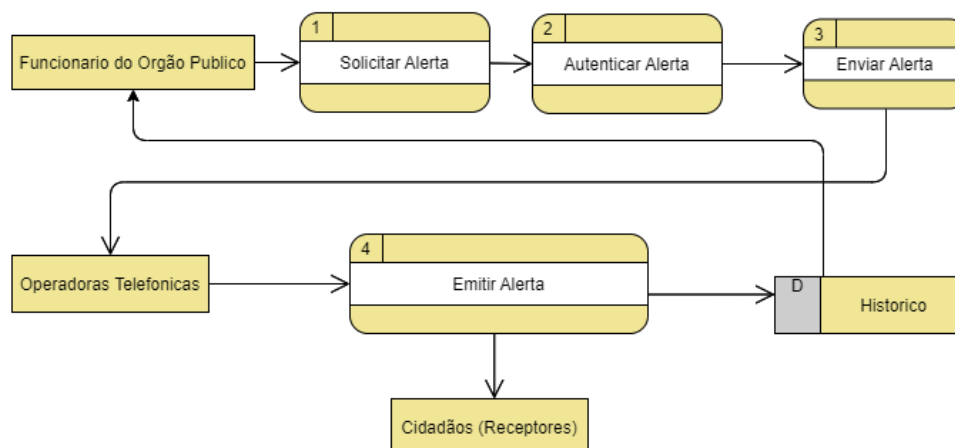 1
2
3
Funcionario do Orgão Publico
Solicitar Alerta
Autenticar Alerta
Enviar Alerta
4
Operadoras Telefonicas
Emitir Alerta
D
Historico
Cidadãos (Receptores)